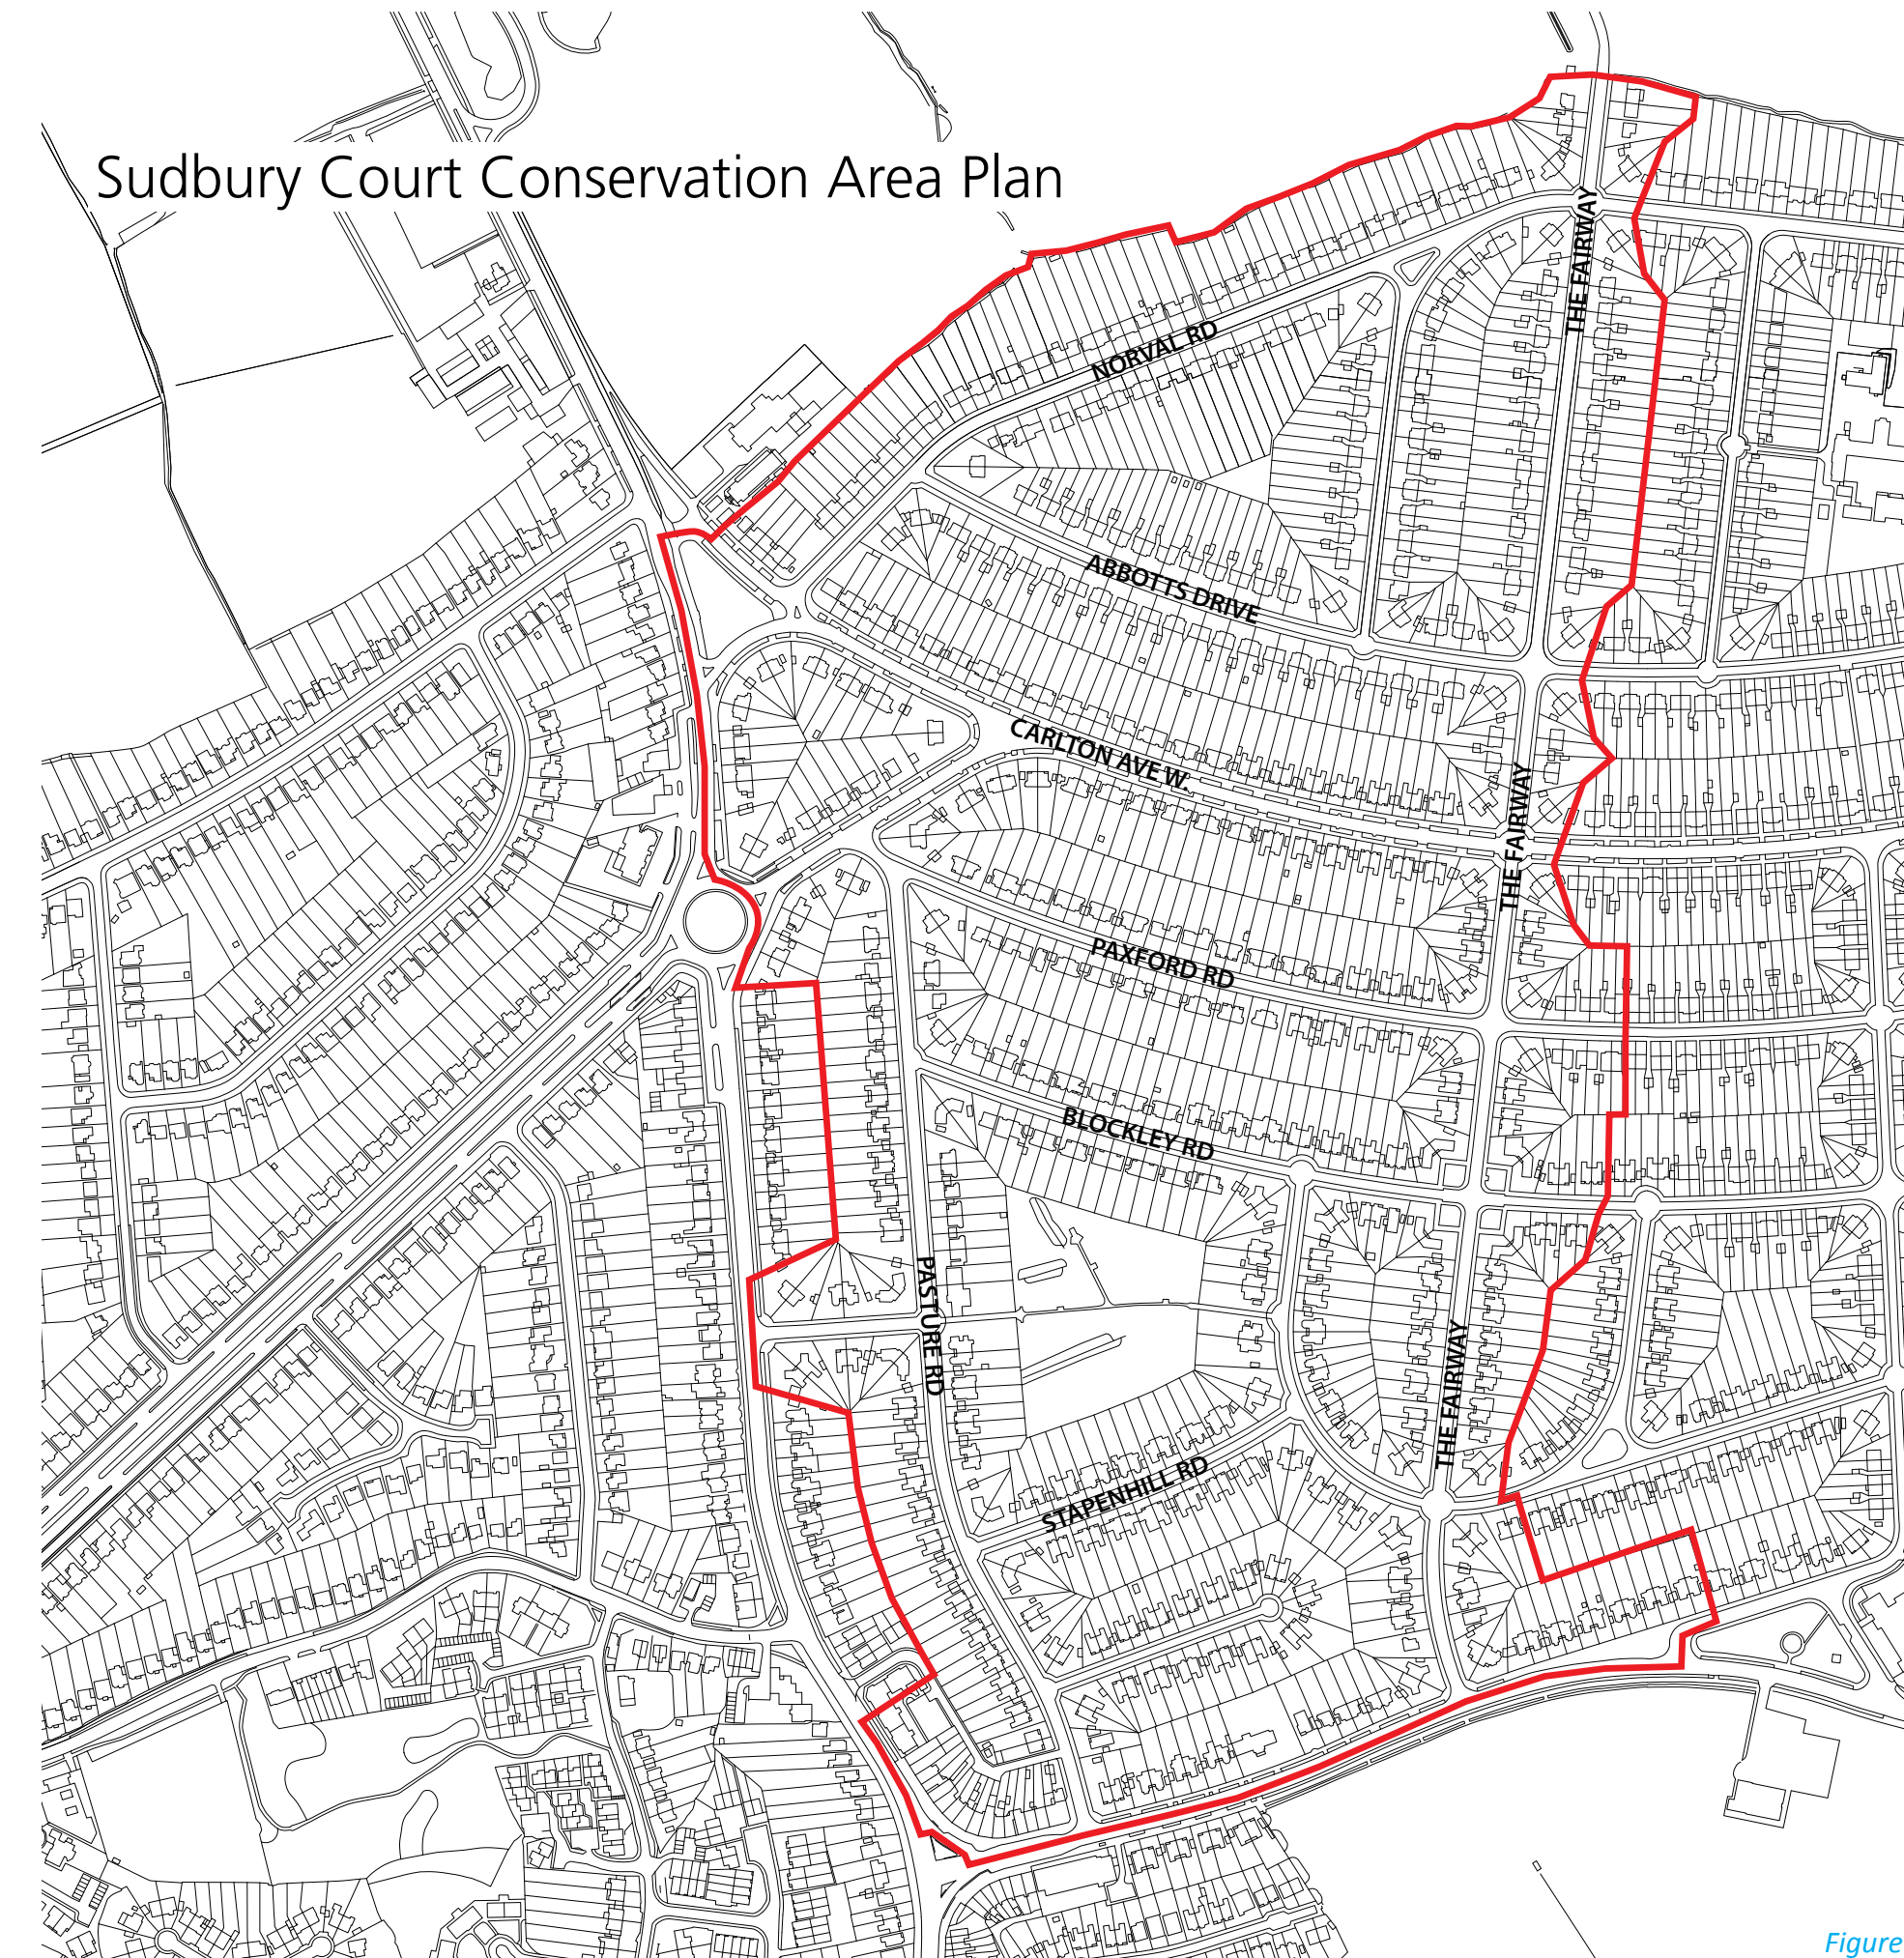 Sudbury Court Conservation Area Plan
THE FAIRWAY
NORVAL RD
ABBOTTS DRIVE
CARLTON AVE W.
THE FAIRWAY
PAXFORD RD
BLOCKLEY RD
PASTURE RD
THE FAIRWAY
STAPENHILL RD
Figure